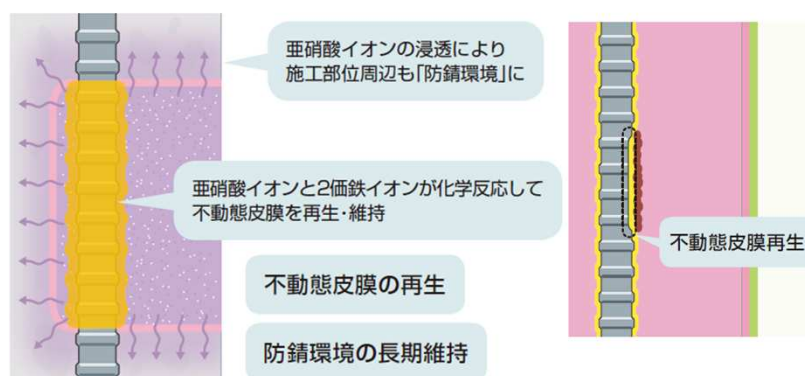 亜硝酸イオンの浸透により
施工部位周辺も「防錆環境」に
亜硝酸イオンと2価鉄イオンが化学反応して
不動態皮膜を再生・維持
不動態皮膜の再生
防錆環境の長期維持
不動態皮膜再生